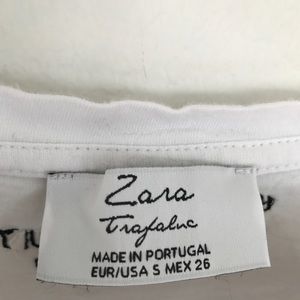 Zara
Trafaluc
MADE IN PORTUGAL
EUR/USA S MEX 26